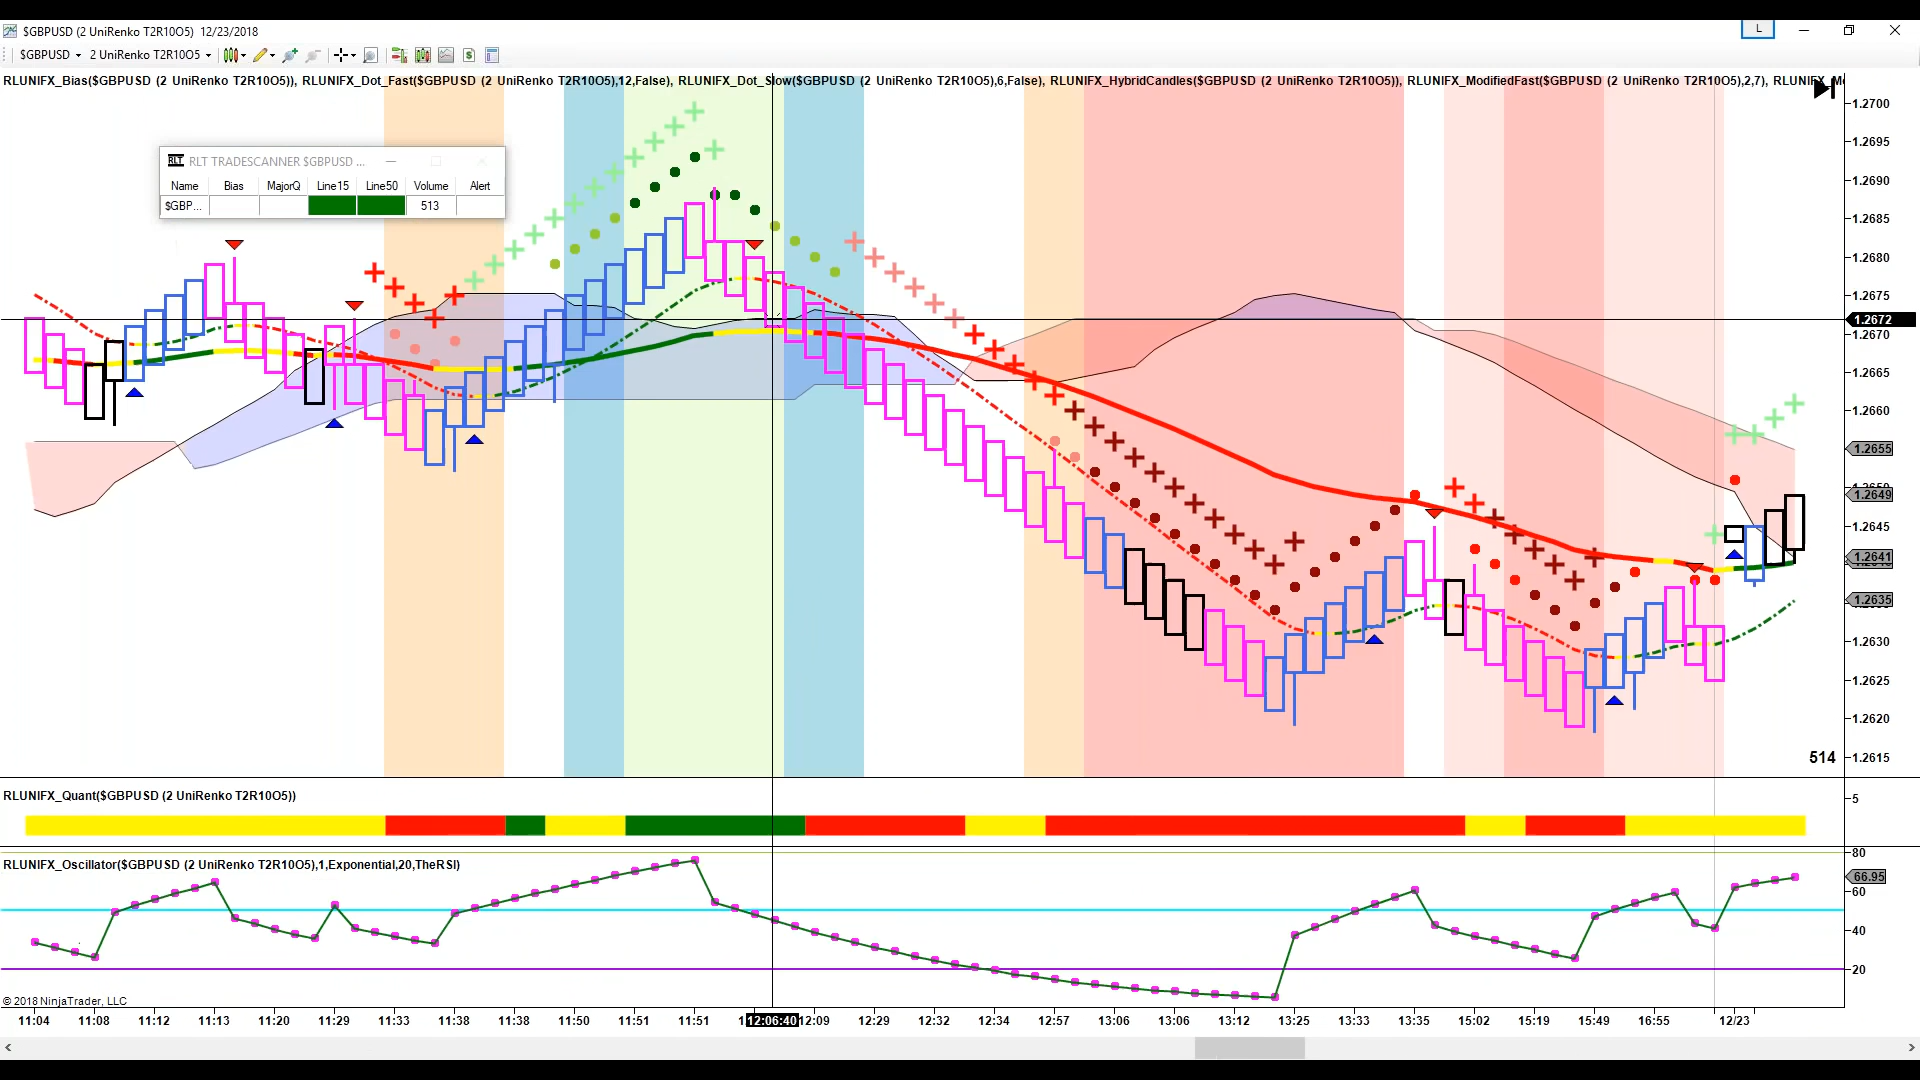 $GBPUSD (2 UniRenko T2R10O5)  12/23/2018
L
$GBPUSD
2 UniRenko T2R10O5
RLUNIFX_Bias($GBPUSD (2 UniRenko T2R10O5)), RLUNIFX_Dot_Fast($GBPUSD (2 UniRenko T2R10O5),12,False), RLUNIFX_Dot_Slow($GBPUSD (2 UniRenko T2R10O5),6,False), RLUNIFX_HybridCandles($GBPUSD (2 UniRenko T2R10O5)), RLUNIFX_ModifiedFast($GBPUSD (2 UniRenko T2R10O5),2,7),
1.2700
1.2695
1.2690
1.2685
1.2680
1.2675
1.2672
1.2670
1.2665
1.2660
1.2655
1.2649
1.2645
1.2641
1.2635
1.2630
1.2625
1.2620
1.2615
RLT TRADESCANNER $GBPUSD ...
Name Bias MajorQ Line15 Line50 Volume Alert
$GBP... 513
514
RLUNIFX_Quant($GBPUSD (2 UniRenko T2R10O5))
5
RLUNIFX_Oscillator($GBPUSD (2 UniRenko T2R10O5),1,Exponential,20,TheRSI)
80
66.95
60
40
20
© 2018 NinjaTrader, LLC
11:04 11:08 11:12 11:13 11:20 11:29 11:33 11:38 11:38 11:50 11:51 11:51 12:06:40 12:09 12:29 12:32 12:34 12:57 13:06 13:06 13:12 13:25 13:33 13:35 15:02 15:19 15:49 16:55 12/23